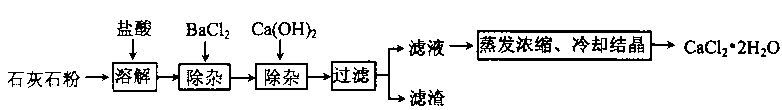 盐酸 BaCl₂ Ca(OH)₂
石灰石粉 溶解 除杂 除杂 过滤 滤液 蒸发浓缩、冷却结晶 CaCl₂•2H₂O
滤渣